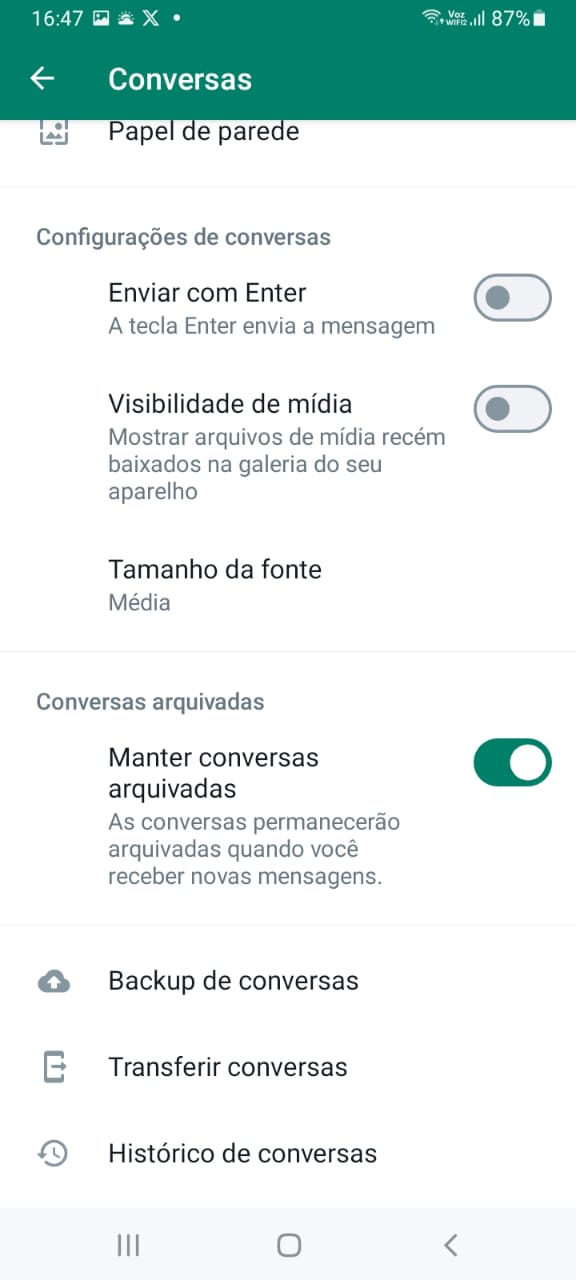 16:47 Voz WiFi2 87%
Conversas
Papel de parede
Configurações de conversas
Enviar com Enter
A tecla Enter envia a mensagem
Visibilidade de mídia
Mostrar arquivos de mídia recém
baixados na galeria do seu
aparelho
Tamanho da fonte
Média
Conversas arquivadas
Manter conversas
arquivadas
As conversas permanecerão
arquivadas quando você
receber novas mensagens.
Backup de conversas
Transferir conversas
Histórico de conversas